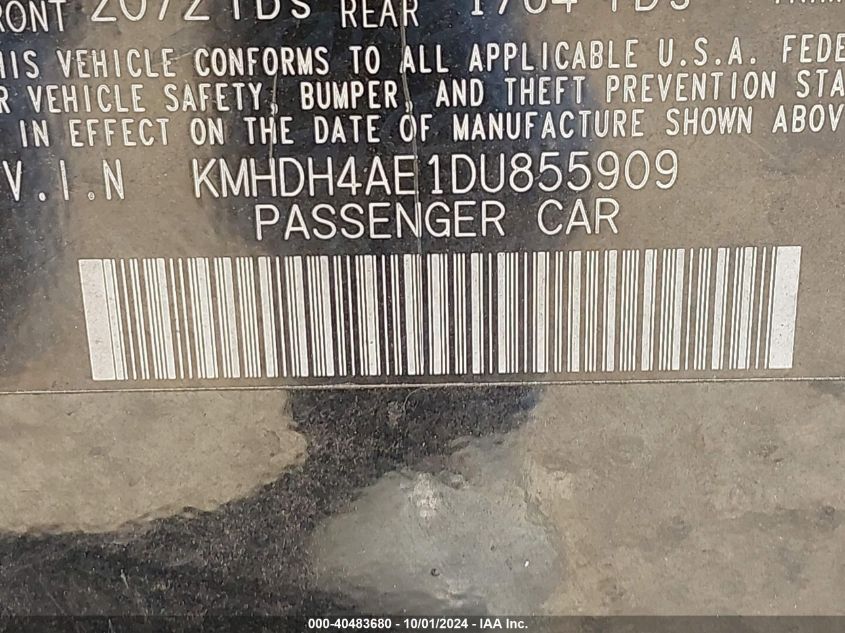 RONT 2072 LBS REAR 1764 LBS
HIS VEHICLE CONFORMS TO ALL APPLICABLE U.S.A. FEDE
R VEHICLE SAFETY, BUMPER, AND THEFT PREVENTION STA
IN EFFECT ON THE DATE OF MANUFACTURE SHOWN ABOV
V.I.N KMHDH4AE1DU855909
PASSENGER CAR
000-40483680 - 10/01/2024 - IAA Inc.